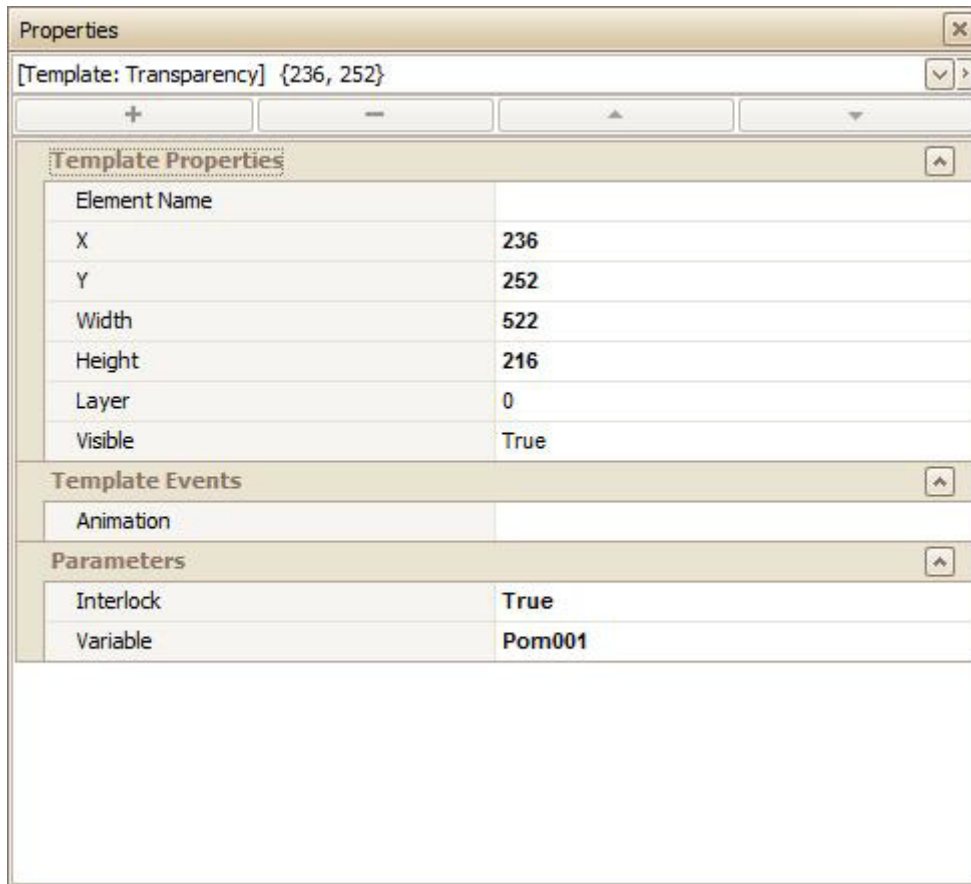 Properties
[Template: Transparency] {236, 252}
Template Properties
Element Name
X 236
Y 252
Width 522
Height 216
Layer 0
Visible True
Template Events
Animation
Parameters
Interlock True
Variable Pom001